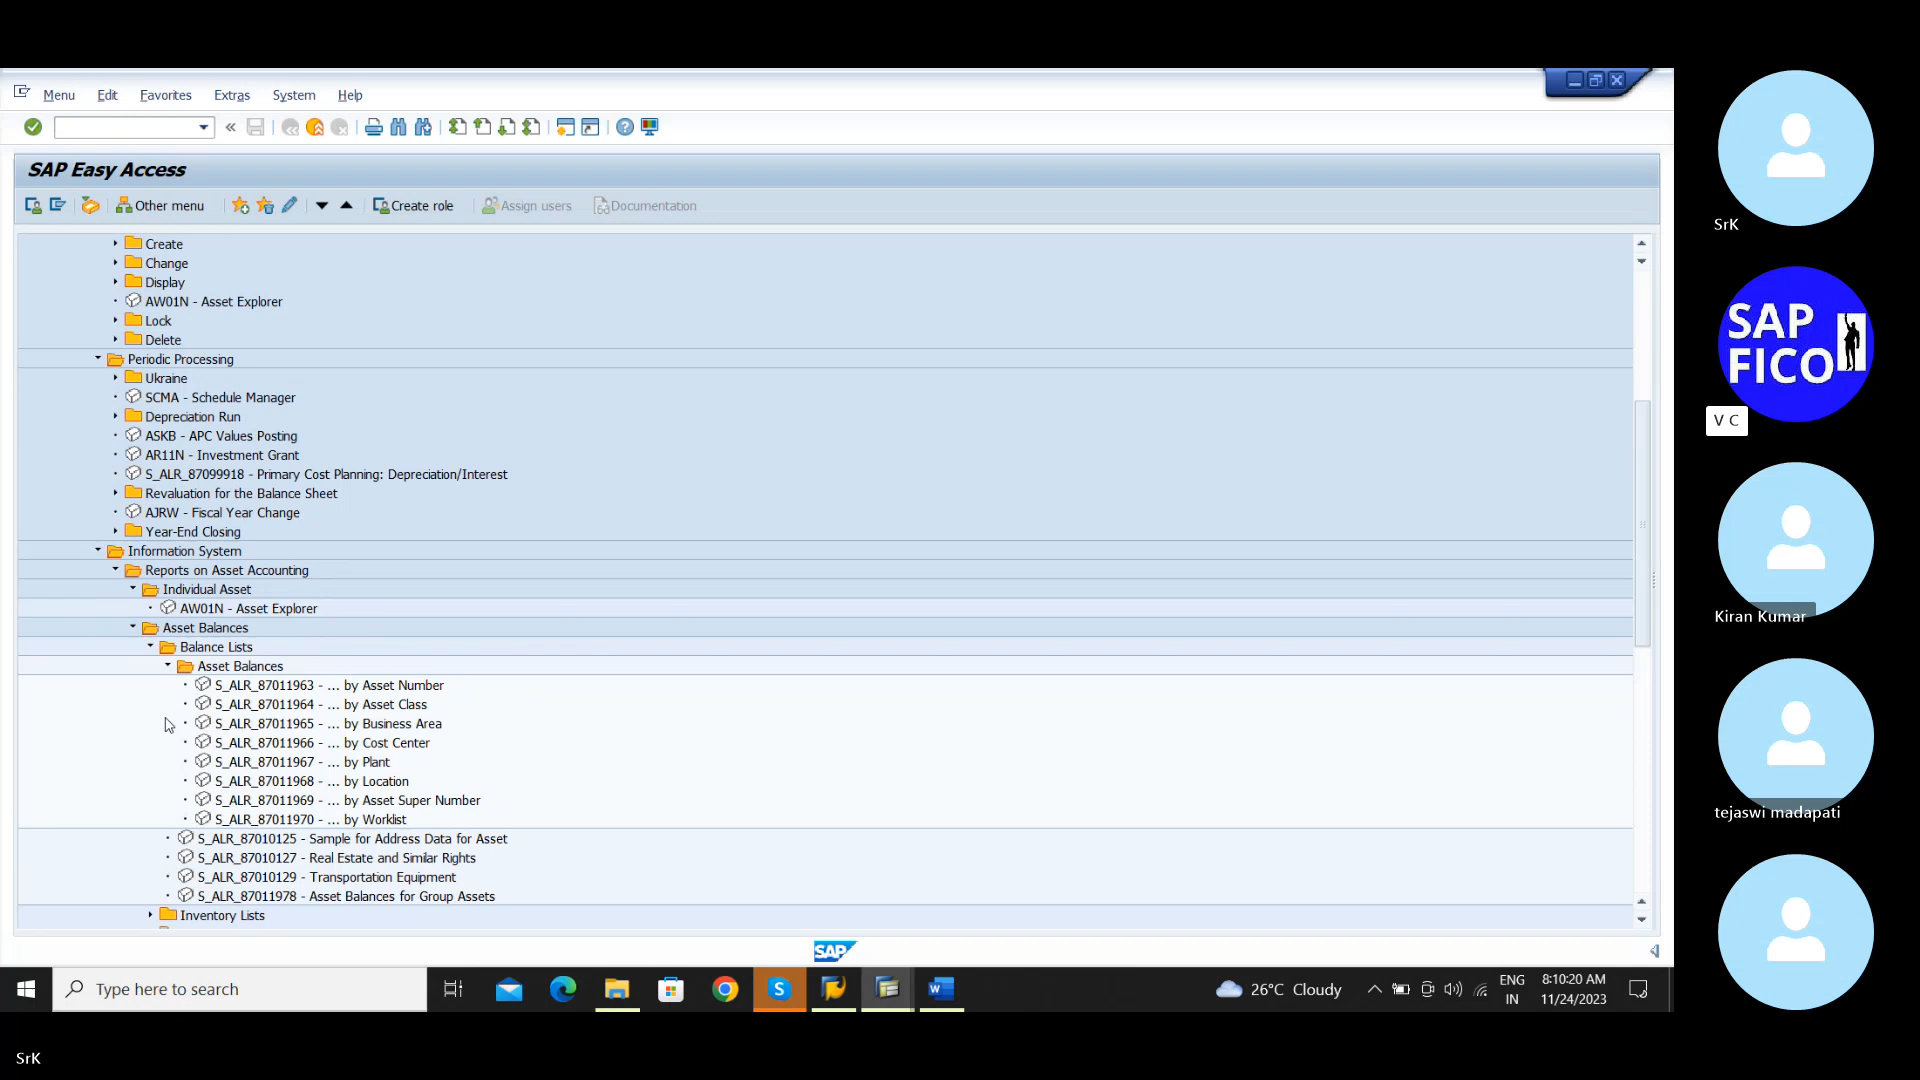 Menu Edit Favorites Extras System Help
SAP Easy Access
Other menu Create role Assign users Documentation
Create
Change
Display
AW01N - Asset Explorer
Lock
Delete
Periodic Processing
Ukraine
SCMA - Schedule Manager
Depreciation Run
ASKB - APC Values Posting
AR11N - Investment Grant
S_ALR_87099918 - Primary Cost Planning: Depreciation/Interest
Revaluation for the Balance Sheet
AJRW - Fiscal Year Change
Year-End Closing
Information System
Reports on Asset Accounting
Individual Asset
AW01N - Asset Explorer
Asset Balances
Balance Lists
Asset Balances
S_ALR_87011963 - ... by Asset Number
S_ALR_87011964 - ... by Asset Class
S_ALR_87011965 - ... by Business Area
S_ALR_87011966 - ... by Cost Center
S_ALR_87011967 - ... by Plant
S_ALR_87011968 - ... by Location
S_ALR_87011969 - ... by Asset Super Number
S_ALR_87011970 - ... by Worklist
S_ALR_87010125 - Sample for Address Data for Asset
S_ALR_87010127 - Real Estate and Similar Rights
S_ALR_87010129 - Transportation Equipment
S_ALR_87011978 - Asset Balances for Group Assets
Inventory Lists
SAP
Type here to search
S
W
26°C Cloudy
ENG
IN
8:10:20 AM
11/24/2023
SrK
SAP
FICO
V C
Kiran Kumar
tejaswi madapati
SrK